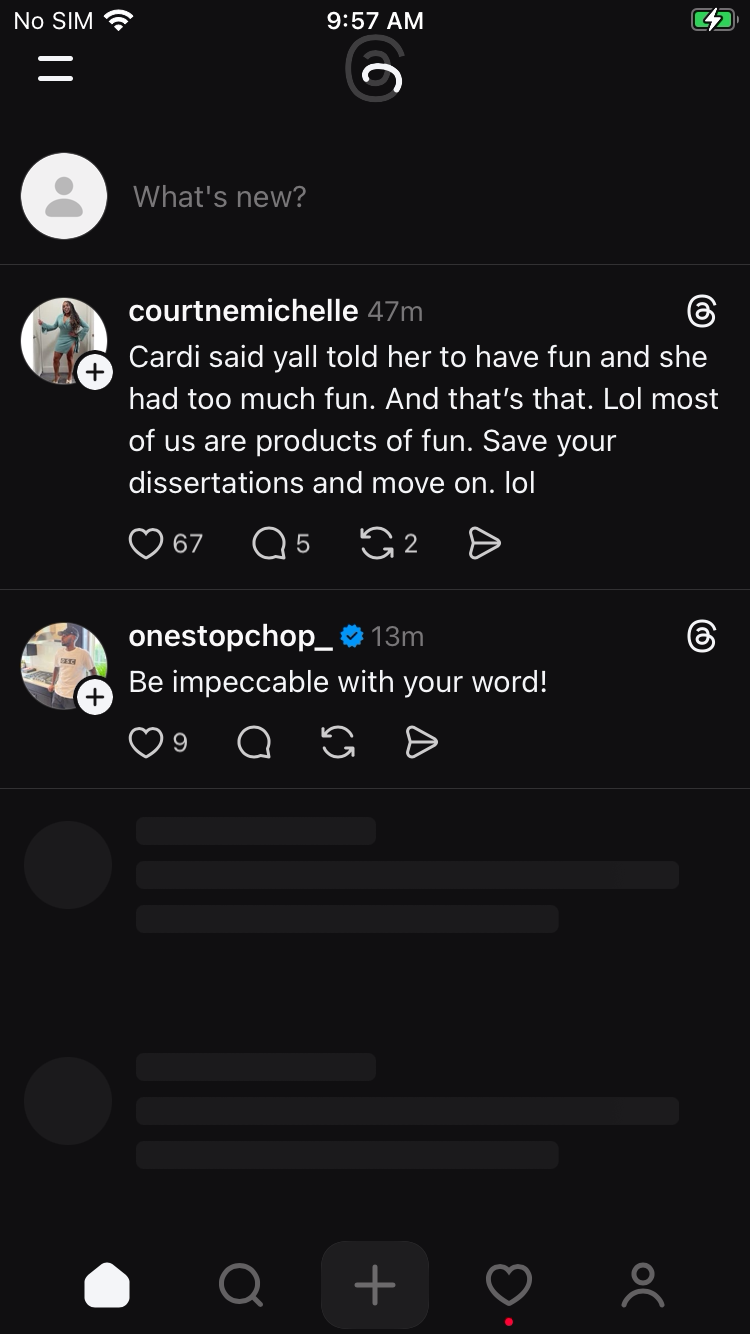 No SIM 9:57 AM
What's new?
courtnemichelle 47m
Cardi said yall told her to have fun and she
had too much fun. And that’s that. Lol most
of us are products of fun. Save your
dissertations and move on. lol
67 5 2
onestopchop_ 13m
Be impeccable with your word!
9